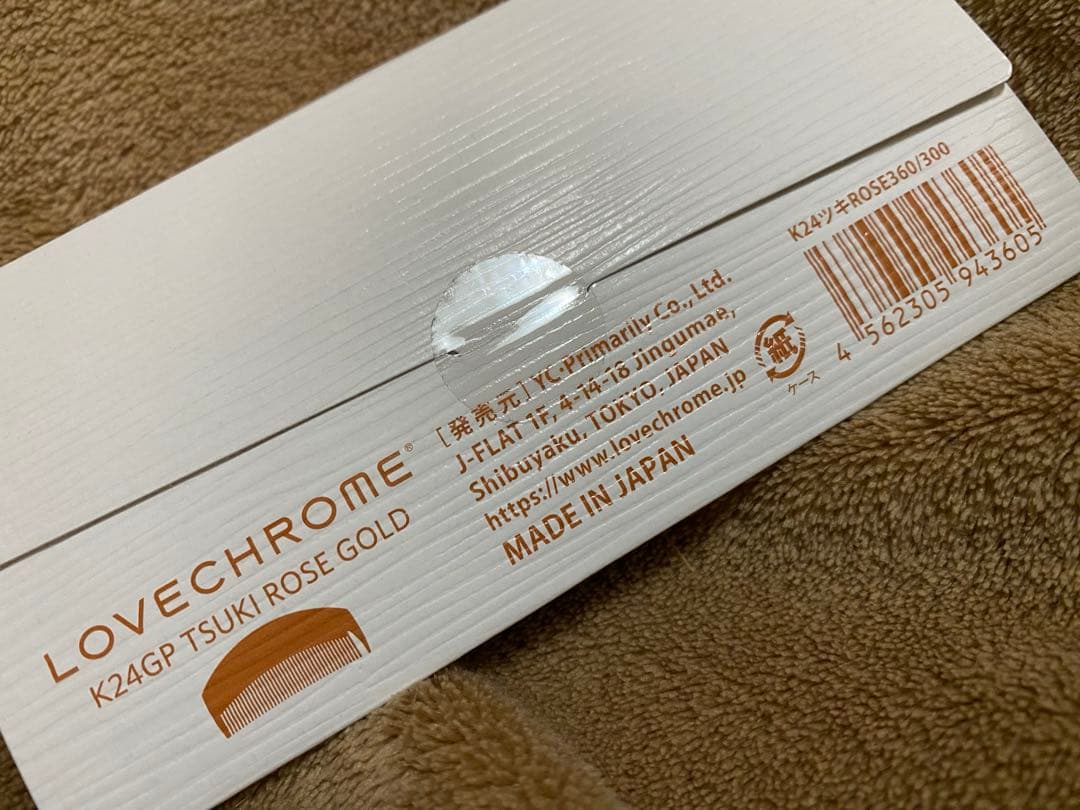 LOVECHROME®
K24GP TSUKI ROSE GOLD
[発売元] YC・Primarily Co., Ltd.
J-FLAT 1F, 4-14-18 Jingumae,
Shibuyaku, TOKYO, JAPAN
https://www.lovechrome.jp
MADE IN JAPAN
紙
ケース
K24ツキROSE360/300
4 562305 943605